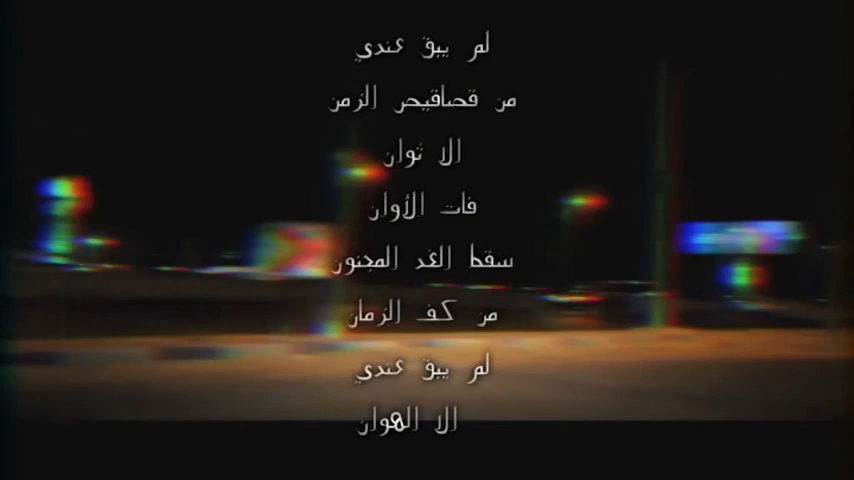 لم يبق عندي
من قصاقيص الزمن
الا ثوان
فات الأوان
سقط الغد المجنون
من كف الزمان
لم يبق عندي
الا الهوان